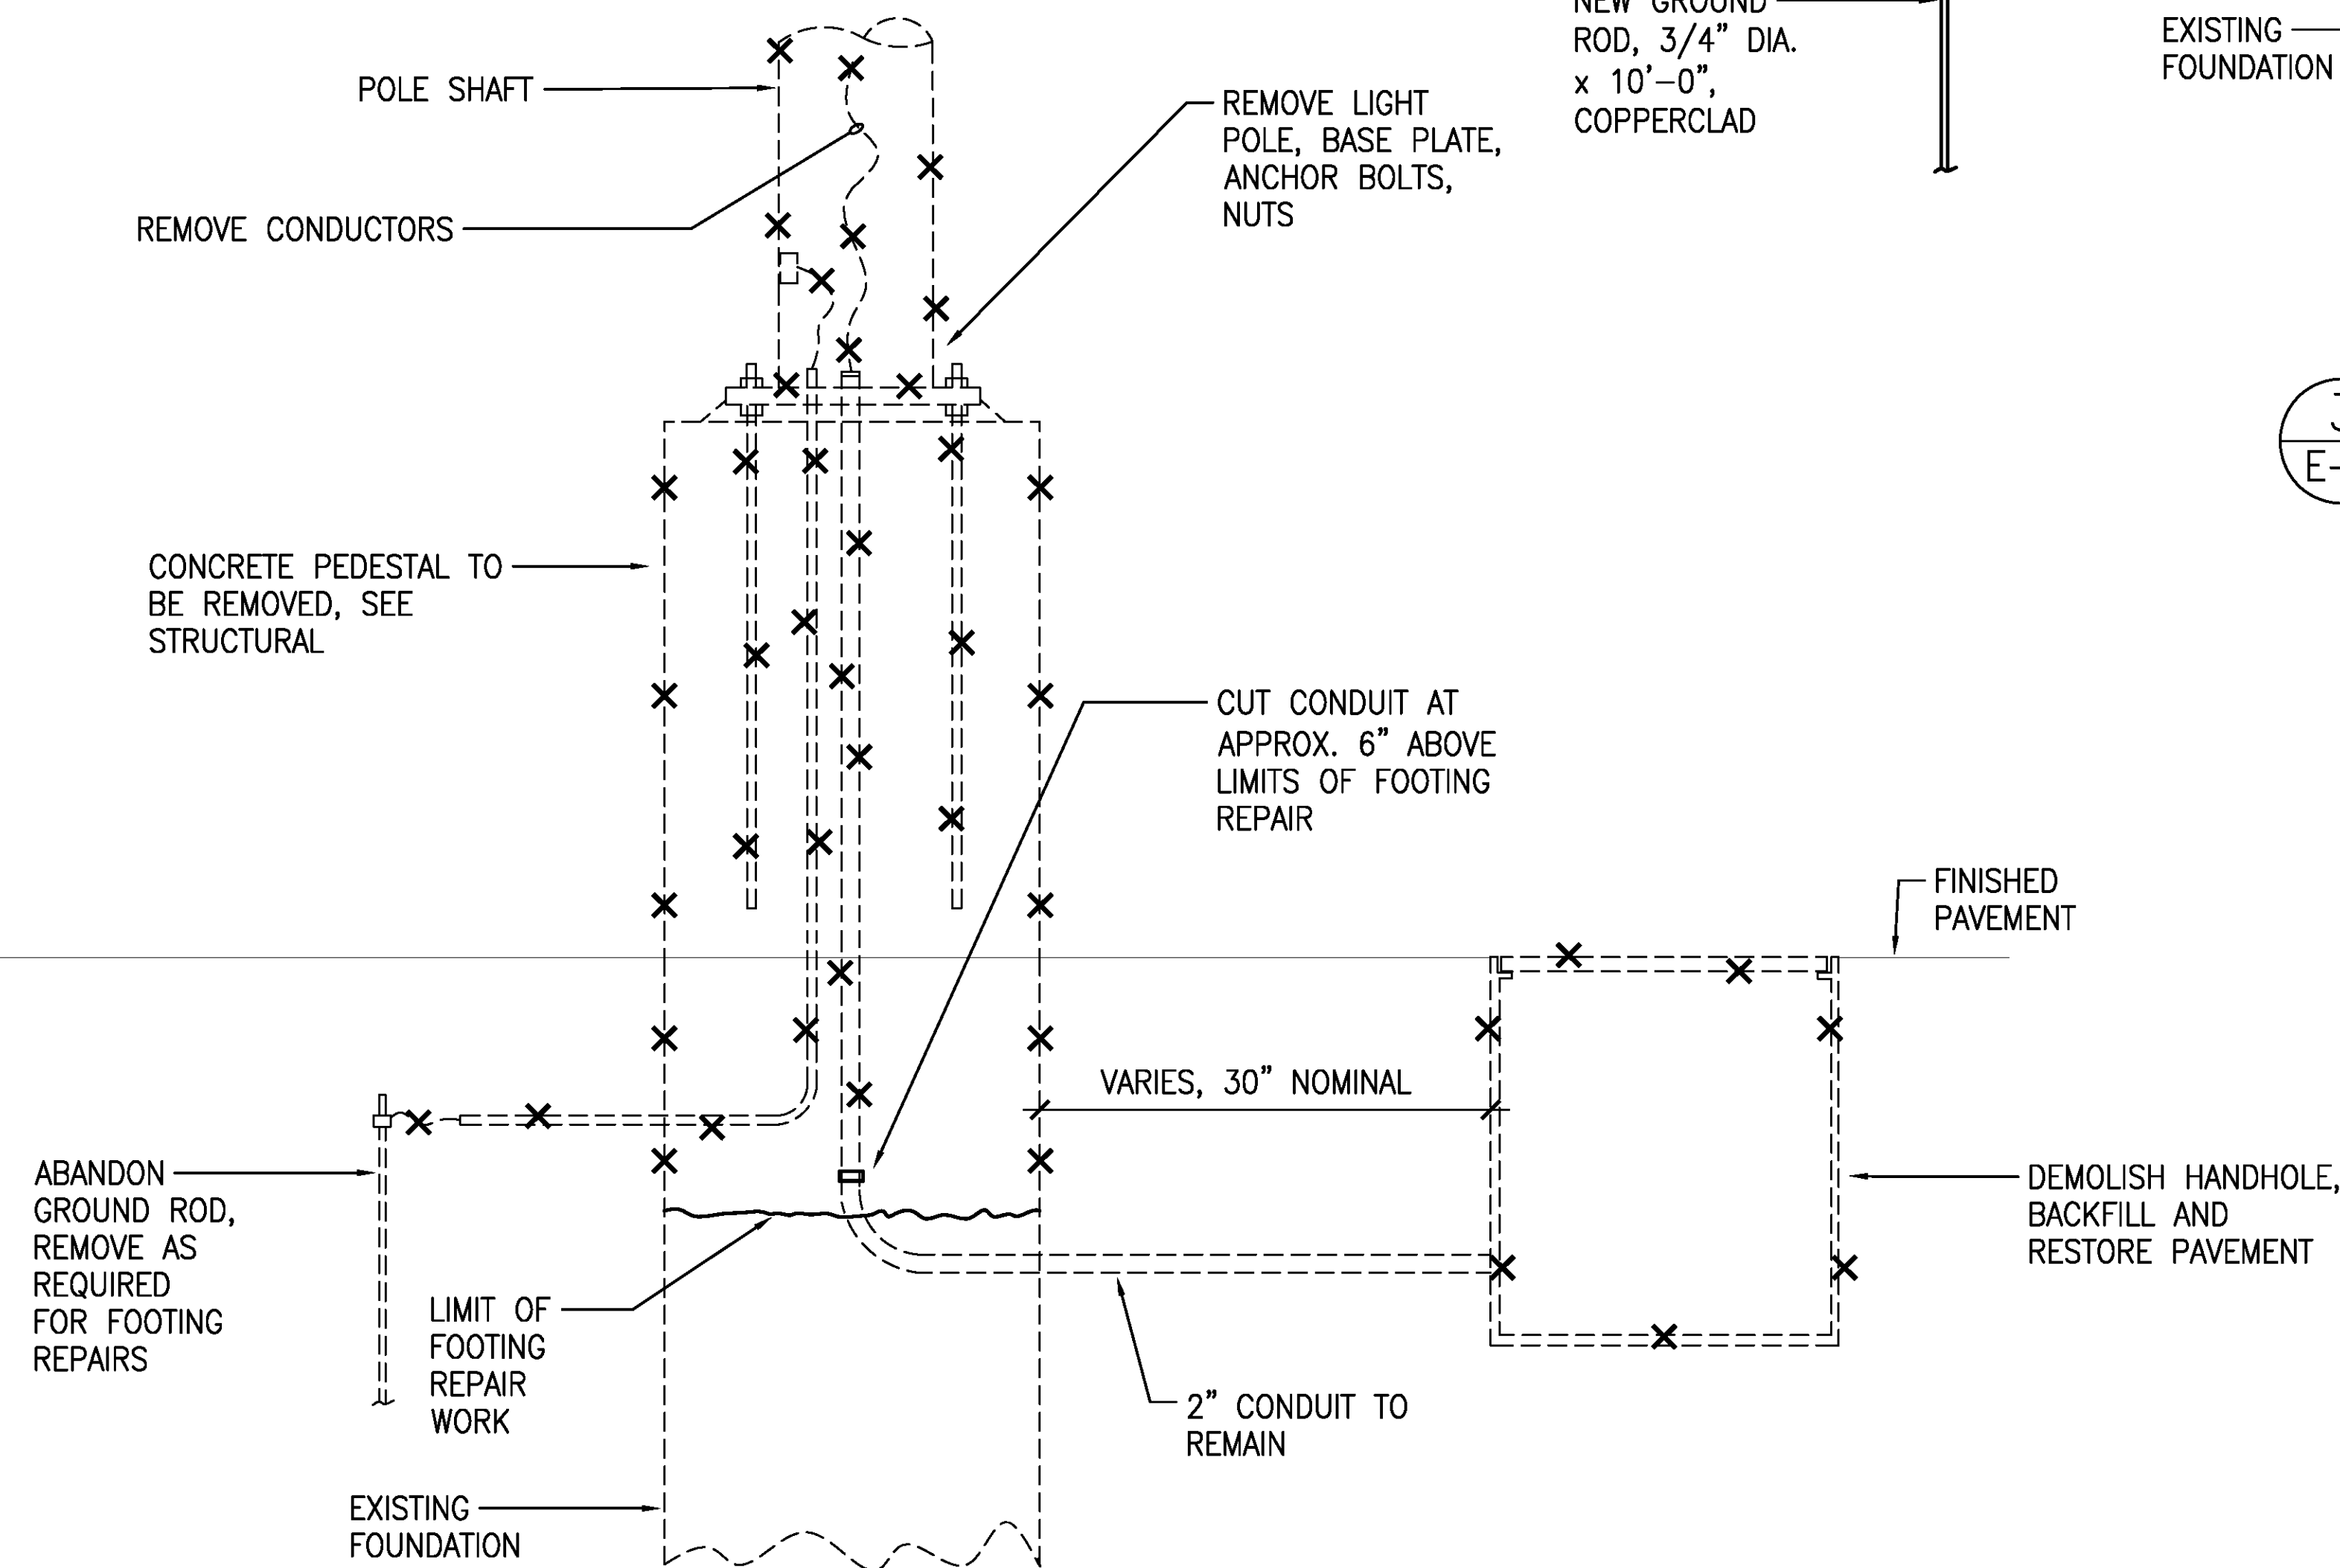 POLE SHAFT
REMOVE CONDUCTORS
REMOVE LIGHT
POLE, BASE PLATE,
ANCHOR BOLTS,
NUTS
NEW GROUND
ROD, 3/4" DIA.
x 10'-0",
COPPERCLAD
EXISTING
FOUNDATION
E-
CONCRETE PEDESTAL TO
BE REMOVED, SEE
STRUCTURAL
CUT CONDUIT AT
APPROX. 6" ABOVE
LIMITS OF FOOTING
REPAIR
FINISHED
PAVEMENT
VARIES, 30" NOMINAL
ABANDON
GROUND ROD,
REMOVE AS
REQUIRED
FOR FOOTING
REPAIRS
LIMIT OF
FOOTING
REPAIR
WORK
DEMOLISH HANDHOLE,
BACKFILL AND
RESTORE PAVEMENT
2" CONDUIT TO
REMAIN
EXISTING
FOUNDATION